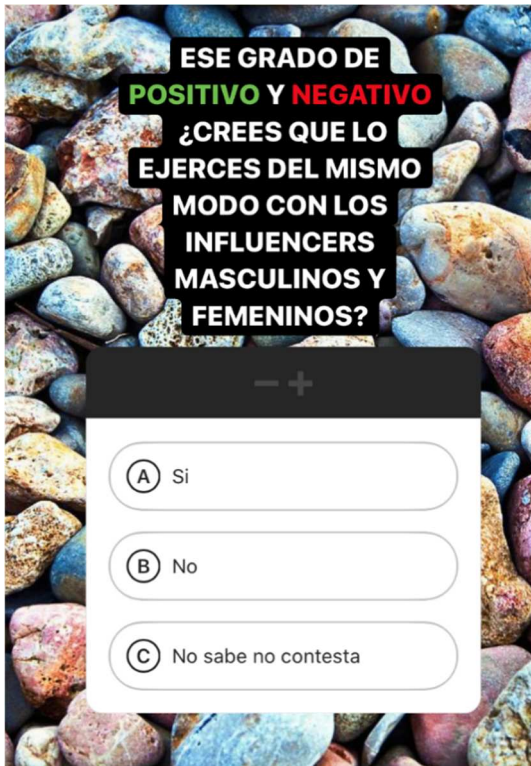 ESE GRADO DE
POSITIVO Y NEGATIVO
¿CREES QUE LO
EJERCES DEL MISMO
MODO CON LOS
INFLUENCERS
MASCULINOS Y
FEMENINOS?
−+
A Si
B No
C No sabe no contesta